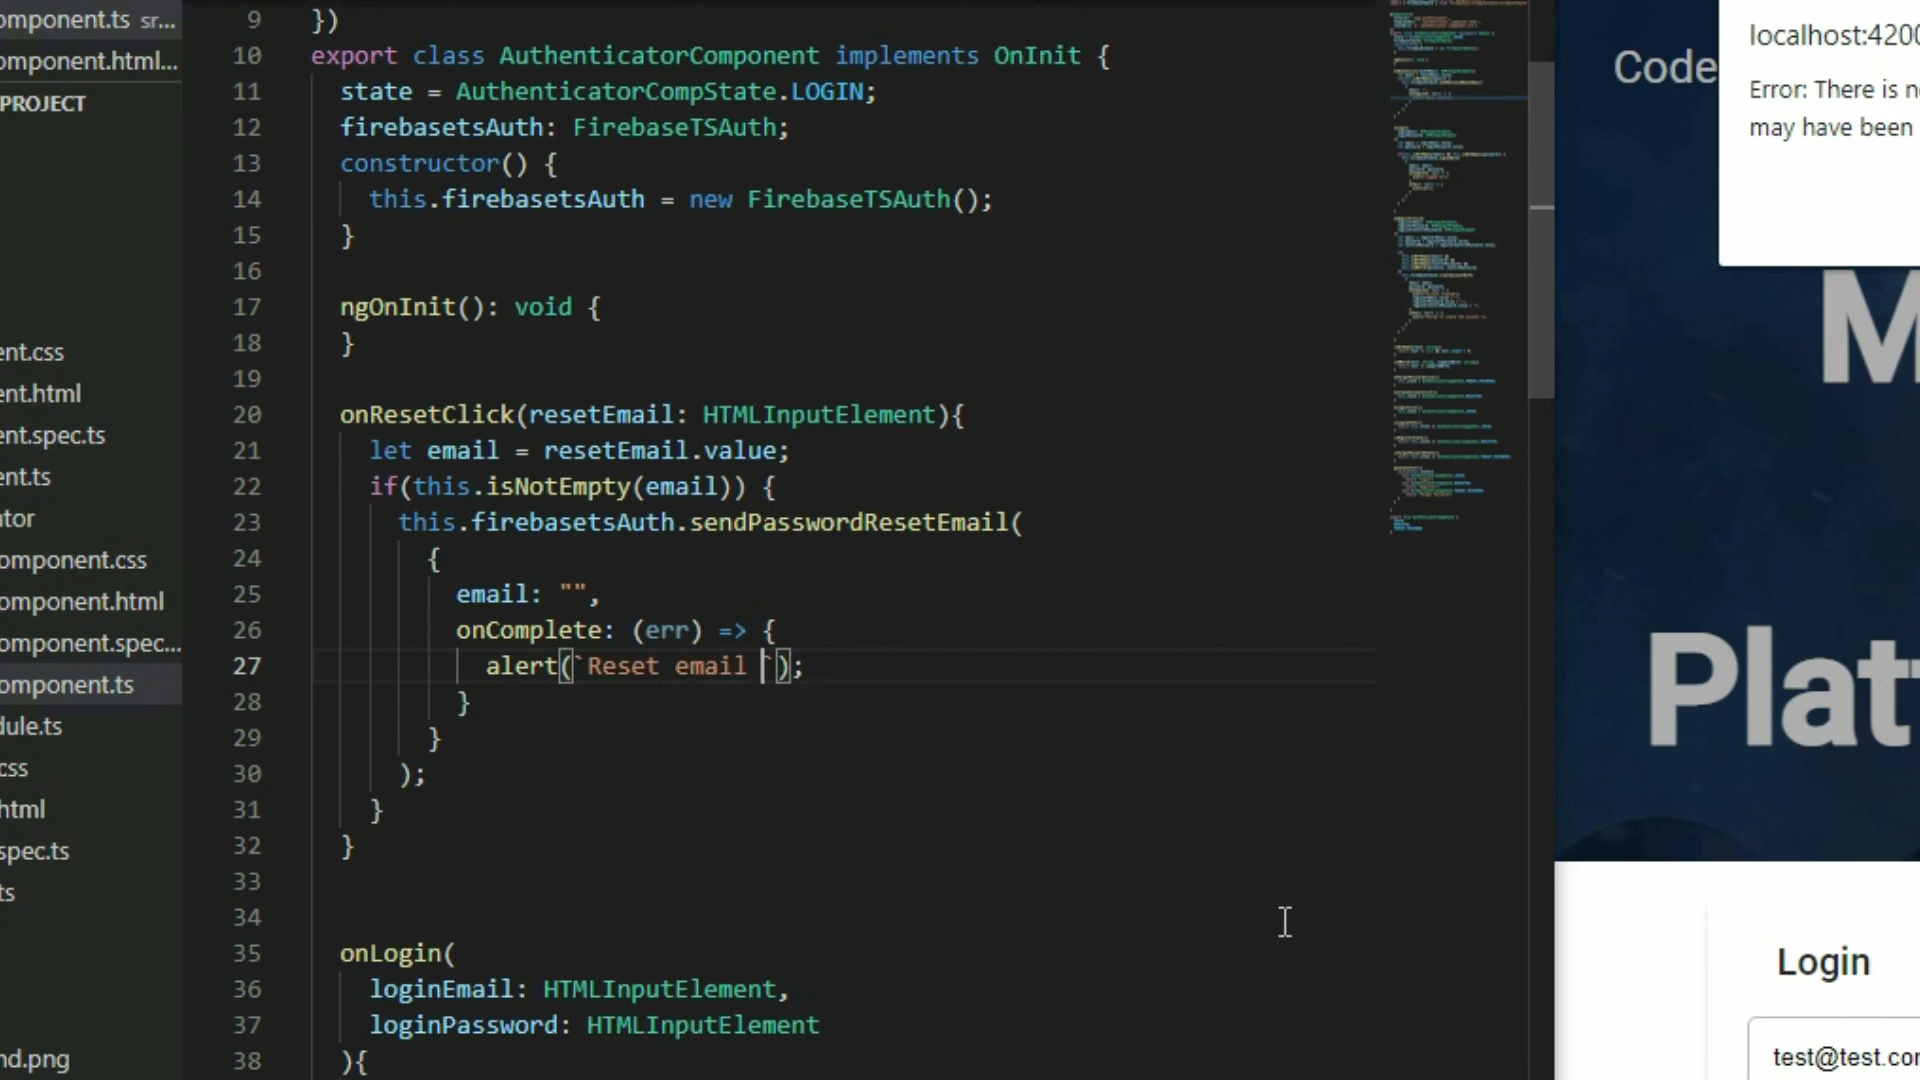 omponent.ts sr...
omponent.html...
PROJECT
ent.css
ent.html
ent.spec.ts
ent.ts
ator
omponent.css
omponent.html
omponent.spec...
omponent.ts
dule.ts
css
html
spec.ts
ts
nd.png
9 })
10 export class AuthenticatorComponent implements OnInit {
11 state = AuthenticatorCompState.LOGIN;
12 firebasetsAuth: FirebaseTSAuth;
13 constructor() {
14 this.firebasetsAuth = new FirebaseTSAuth();
15 }
16
17 ngOnInit(): void {
18 }
19
20 onResetClick(resetEmail: HTMLInputElement){
21 let email = resetEmail.value;
22 if(this.isNotEmpty(email)) {
23 this.firebasetsAuth.sendPasswordResetEmail(
24 {
25 email: "",
26 onComplete: (err) => {
27 alert(`Reset email `);
28 }
29 }
30 );
31 }
32 }
33
34
35 onLogin(
36 loginEmail: HTMLInputElement,
37 loginPassword: HTMLInputElement
38 ){
Code
localhost:4200
Error: There is n
may have been
M
Platf
Login
test@test.co